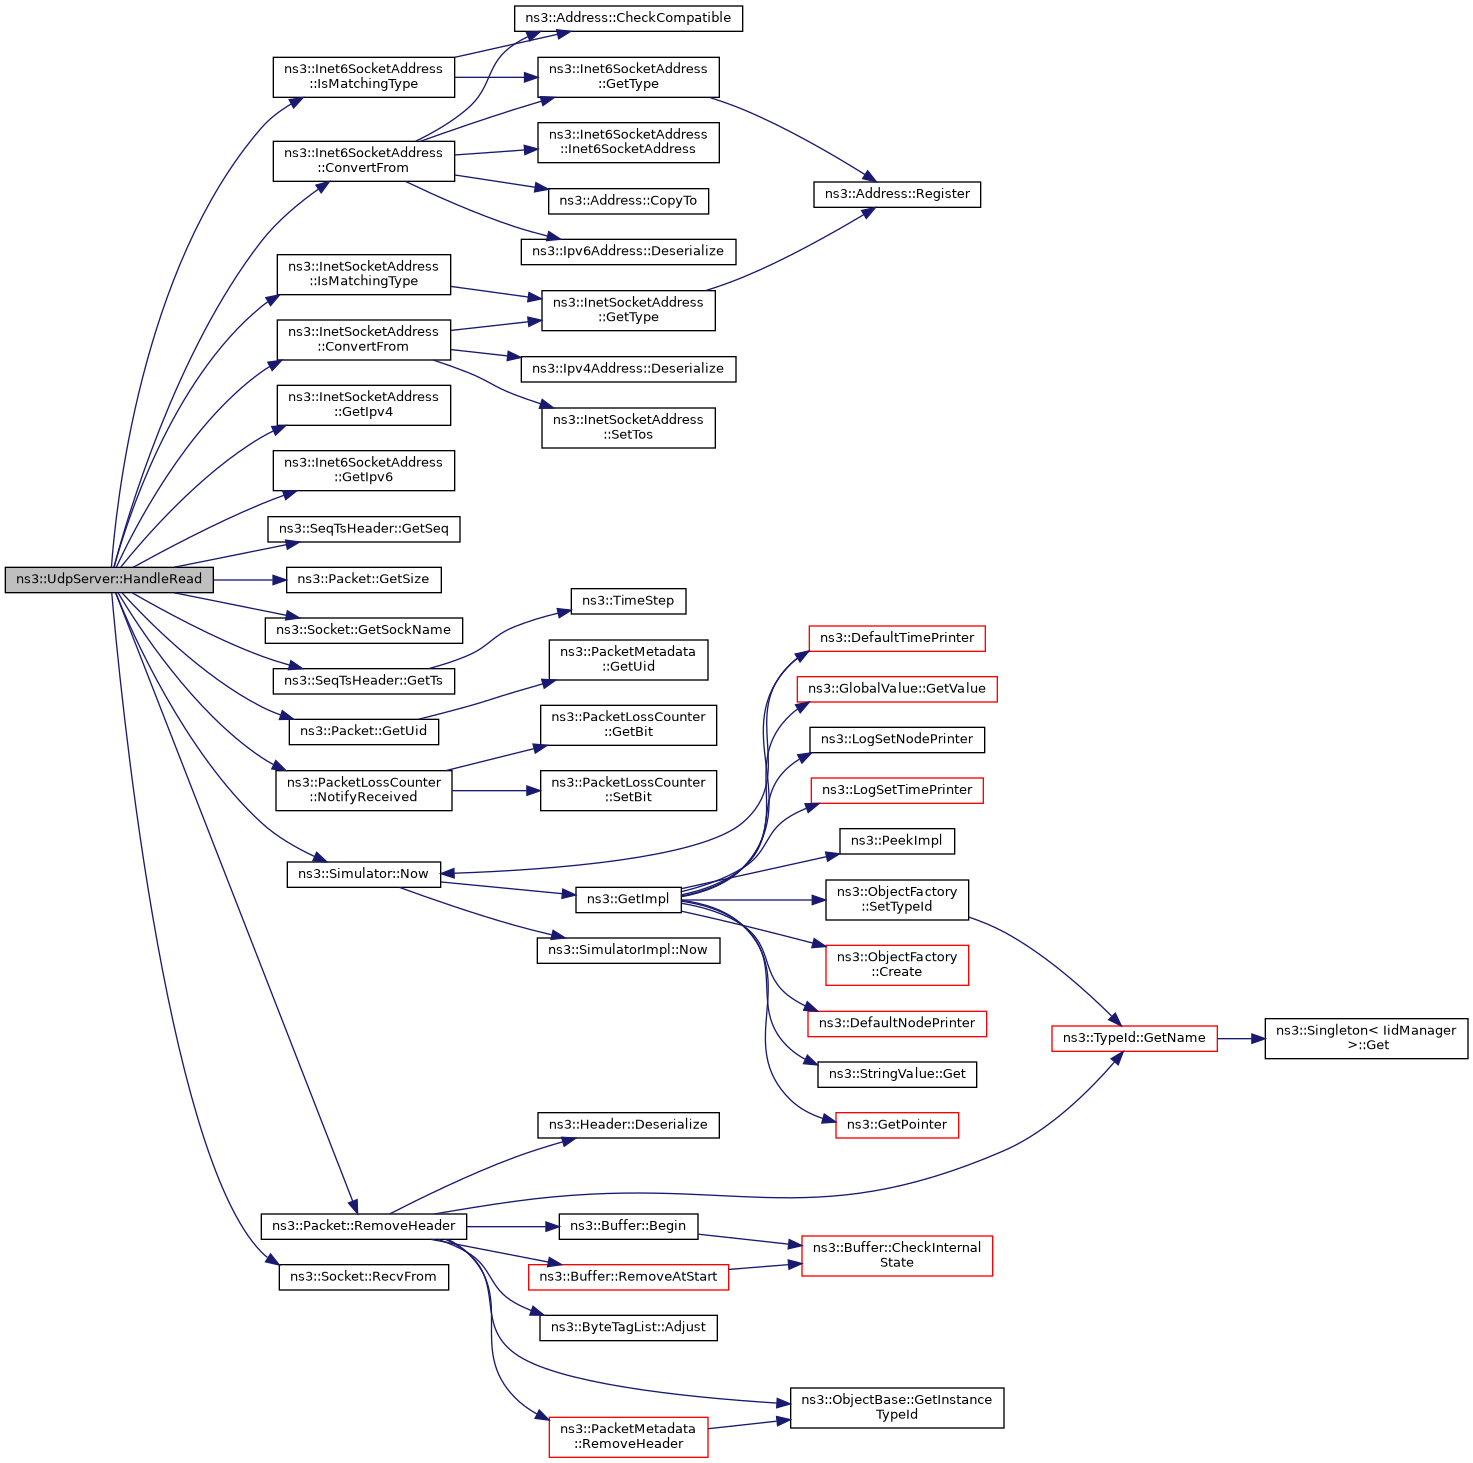 ns3::Address::CheckCompatible
ns3::Inet6SocketAddress
::IsMatchingType
ns3::Inet6SocketAddress
::GetType
ns3::Inet6SocketAddress
::Inet6SocketAddress
ns3::Inet6SocketAddress
::ConvertFrom
ns3::Address::CopyTo
ns3::Address::Register
ns3::Ipv6Address::Deserialize
ns3::InetSocketAddress
::IsMatchingType
ns3::InetSocketAddress
::GetType
ns3::InetSocketAddress
::ConvertFrom
ns3::Ipv4Address::Deserialize
ns3::InetSocketAddress
::GetIpv4
ns3::InetSocketAddress
::SetTos
ns3::Inet6SocketAddress
::GetIpv6
ns3::SeqTsHeader::GetSeq
ns3::UdpServer::HandleRead
ns3::Packet::GetSize
ns3::TimeStep
ns3::Socket::GetSockName
ns3::DefaultTimePrinter
ns3::PacketMetadata
::GetUid
ns3::SeqTsHeader::GetTs
ns3::GlobalValue::GetValue
ns3::Packet::GetUid
ns3::PacketLossCounter
::GetBit
ns3::LogSetNodePrinter
ns3::PacketLossCounter
::NotifyReceived
ns3::PacketLossCounter
::SetBit
ns3::LogSetTimePrinter
ns3::PeekImpl
ns3::Simulator::Now
ns3::GetImpl
ns3::ObjectFactory
::SetTypeId
ns3::SimulatorImpl::Now
ns3::ObjectFactory
::Create
ns3::DefaultNodePrinter
ns3::TypeId::GetName
ns3::Singleton< IidManager
>::Get
ns3::StringValue::Get
ns3::GetPointer
ns3::Header::Deserialize
ns3::Packet::RemoveHeader
ns3::Buffer::Begin
ns3::Buffer::CheckInternal
State
ns3::Socket::RecvFrom
ns3::Buffer::RemoveAtStart
ns3::ByteTagList::Adjust
ns3::ObjectBase::GetInstance
TypeId
ns3::PacketMetadata
::RemoveHeader